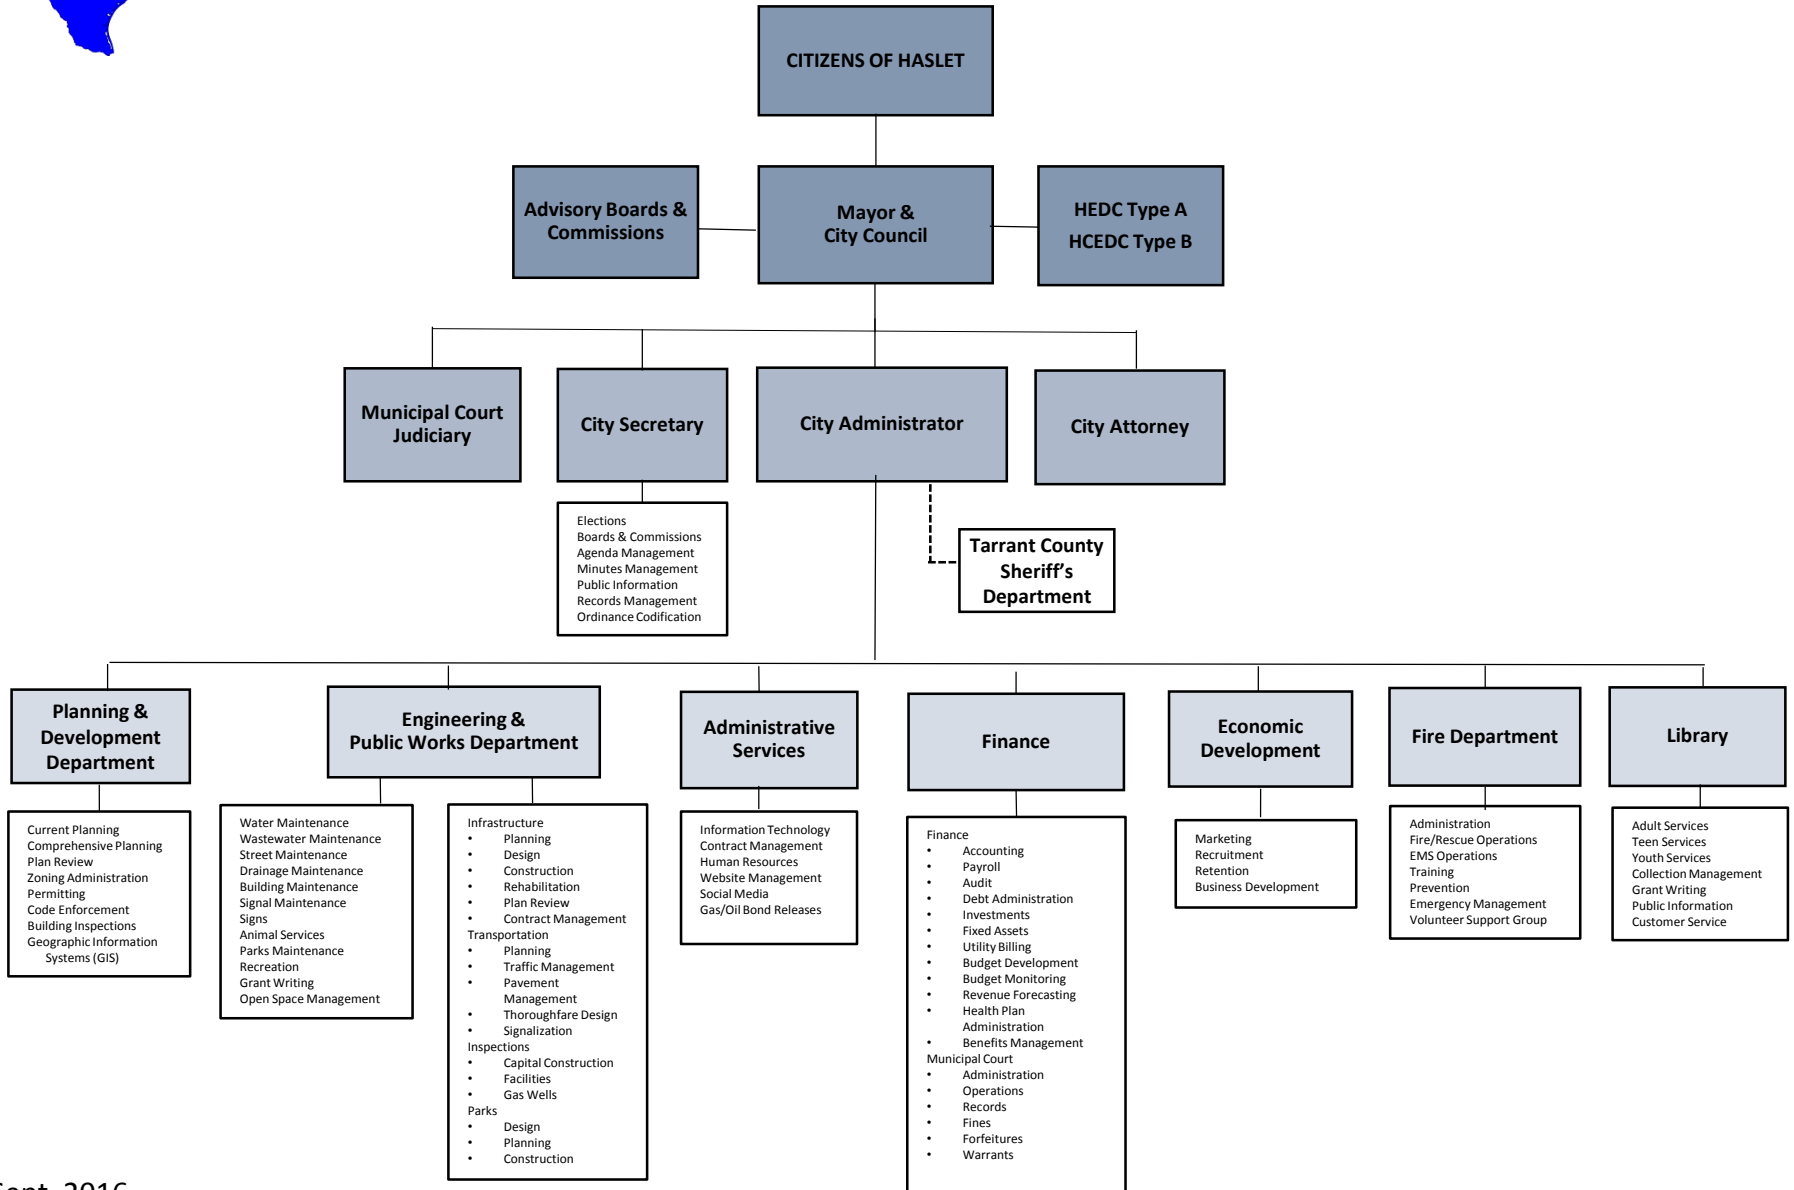 CITIZENS OF HASLET
Advisory Boards &
Commissions
Mayor &
City Council
HEDC Type A
HCEDC Type B
Municipal Court
Judiciary
City Secretary
City Administrator
City Attorney
Elections
Boards & Commissions
Agenda Management
Minutes Management
Public Information
Records Management
Ordinance Codification
Tarrant County
Sheriff's
Department
Planning &
Development
Department
Engineering &
Public Works Department
Administrative
Services
Finance
Economic
Development
Fire Department
Library
Current Planning
Comprehensive Planning
Plan Review
Zoning Administration
Permitting
Code Enforcement
Building Inspections
Geographic Information
Systems (GIS)
Water Maintenance
Wastewater Maintenance
Street Maintenance
Drainage Maintenance
Building Maintenance
Signal Maintenance
Signs
Animal Services
Parks Maintenance
Recreation
Grant Writing
Open Space Management
Infrastructure
• Planning
• Design
• Construction
• Rehabilitation
• Plan Review
• Contract Management
Transportation
• Planning
• Traffic Management
• Pavement
Management
• Thoroughfare Design
• Signalization
Inspections
• Capital Construction
• Facilities
• Gas Wells
Parks
• Design
• Planning
• Construction
Information Technology
Contract Management
Human Resources
Website Management
Social Media
Gas/Oil Bond Releases
Finance
• Accounting
• Payroll
• Audit
• Debt Administration
• Investments
• Fixed Assets
• Utility Billing
• Budget Development
• Budget Monitoring
• Revenue Forecasting
• Health Plan
Administration
• Benefits Management
Municipal Court
• Administration
• Operations
• Records
• Fines
• Forfeitures
• Warrants
Marketing
Recruitment
Retention
Business Development
Administration
Fire/Rescue Operations
EMS Operations
Training
Prevention
Emergency Management
Volunteer Support Group
Adult Services
Teen Services
Youth Services
Collection Management
Grant Writing
Public Information
Customer Service
Sept. 2016